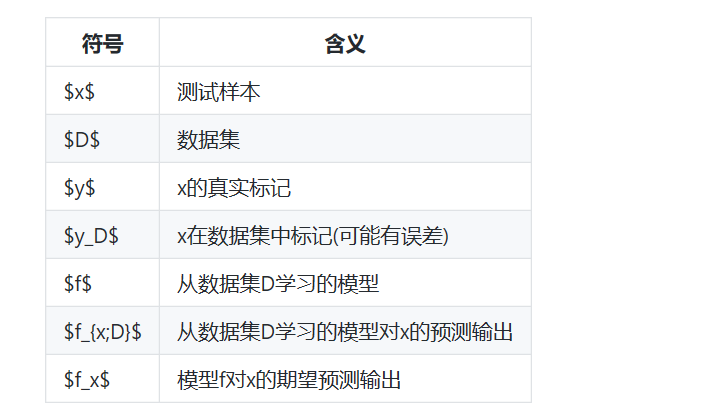 符号 含义
$x$ 测试样本
$D$ 数据集
$y$ x的真实标记
$y_D$ x在数据集中标记(可能有误差)
$f$ 从数据集D学习的模型
$f_{x;D}$ 从数据集D学习的模型对x的预测输出
$f_x$ 模型f对x的期望预测输出